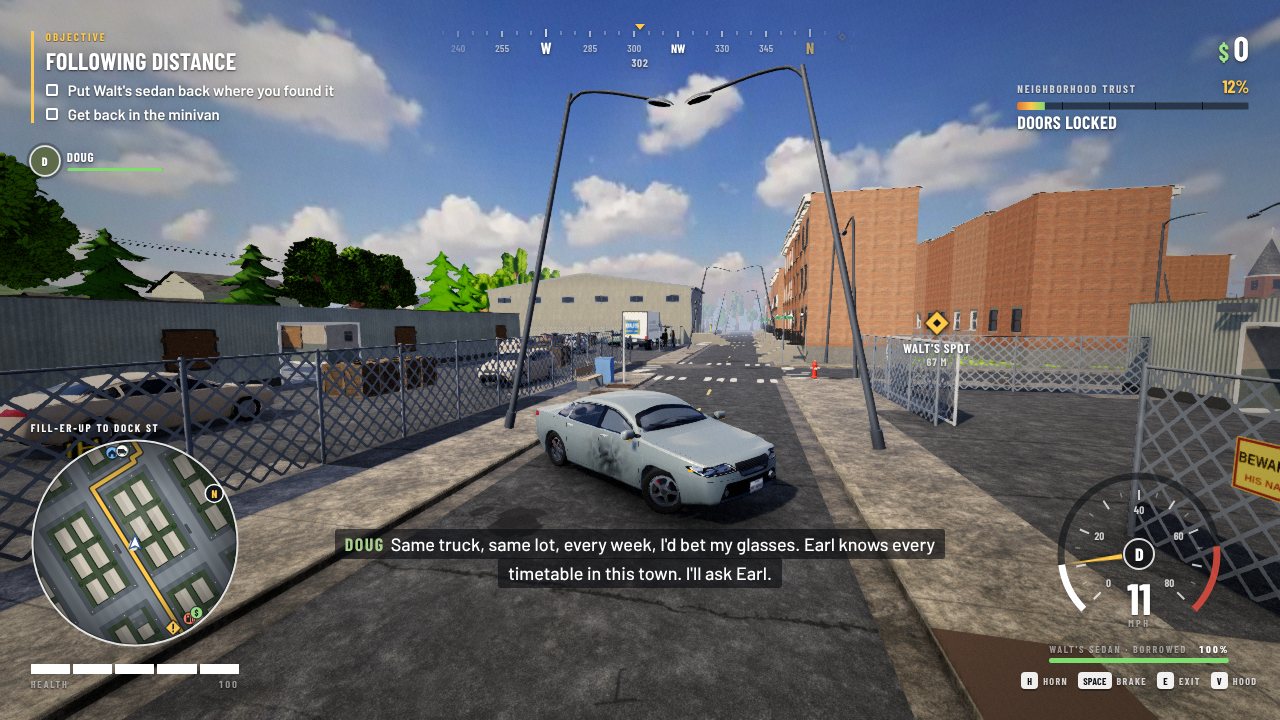 OBJECTIVE
FOLLOWING DISTANCE
Put Walt's sedan back where you found it
Get back in the minivan
D DOUG
240 255 W 285 300 NW 330 345 N
302
$0
NEIGHBORHOOD TRUST 12%
DOORS LOCKED
WALT'S SPOT
67 M
BEWA
HIS NA
FILL-ER-UP TO DOCK ST
N
$
!
DOUG Same truck, same lot, every week, I'd bet my glasses. Earl knows every
timetable in this town. I'll ask Earl.
0 20 40 60 80
D
11
MPH
WALT'S SEDAN · BORROWED 100%
HEALTH 100
H HORN SPACE BRAKE E EXIT V HOOD